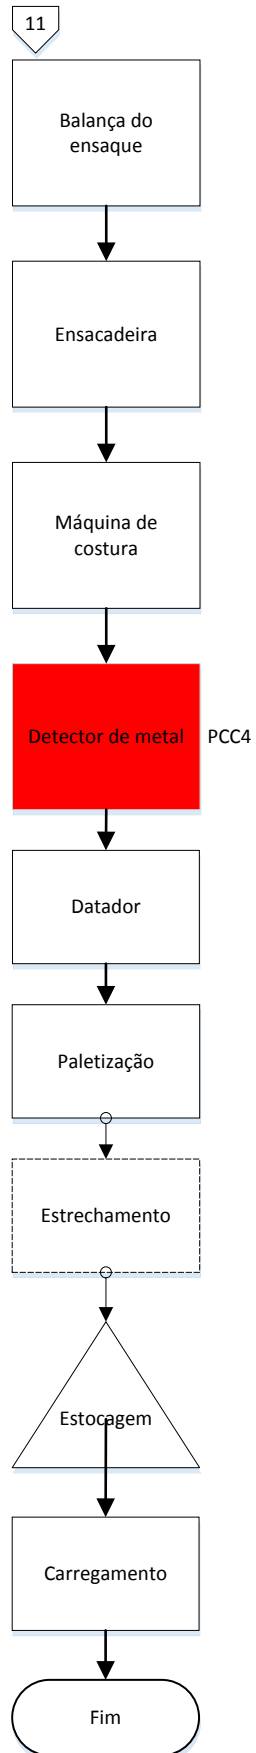 11
Balança do
ensaque
Ensacadeira
Máquina de
costura
Detector de metal
PCC4
Datador
Paletização
Estrechamento
Estocagem
Carregamento
Fim